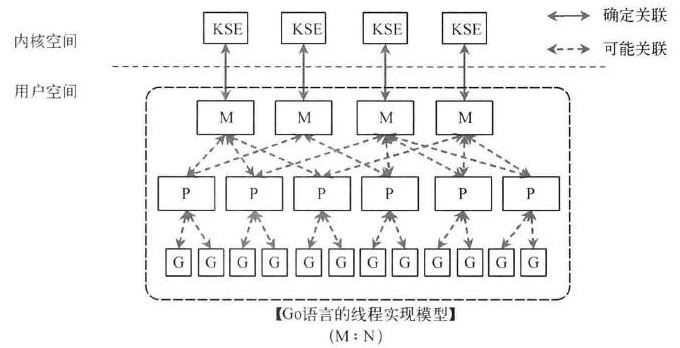 KSE KSE KSE KSE
确定关联
内核空间
可能关联
用户空间
M M M M
P P P P P P
G G G G G G G G G G G G
【Go语言的线程实现模型】
(M:N)